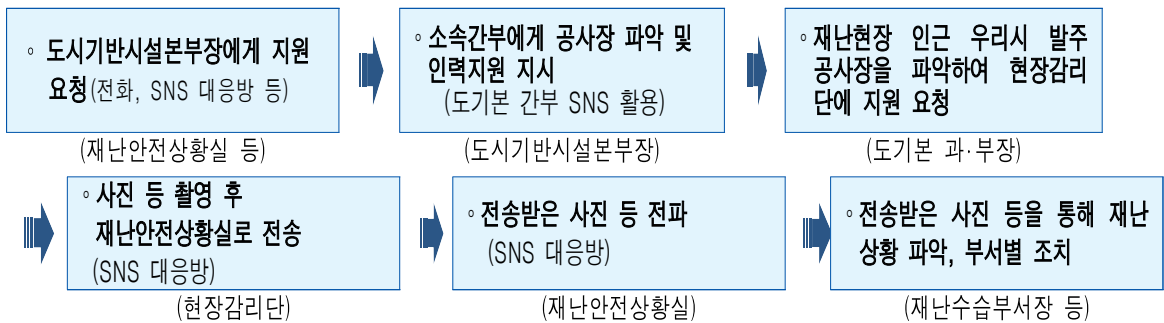 ◦ 도시기반시설본부장에게 지원
요청(전화, SNS 대응방 등)
(재난안전상황실 등)
◦ 소속간부에게 공사장 파악 및
인력지원 지시
(도기본 간부 SNS 활용)
(도시기반시설본부장)
◦ 재난현장 인근 우리시 발주
공사장을 파악하여 현장감리
단에 지원 요청
(도기본 과·부장)
◦ 사진 등 촬영 후
재난안전상황실로 전송
(SNS 대응방)
(현장감리단)
◦ 전송받은 사진 등 전파
(SNS 대응방)
(재난안전상황실)
◦ 전송받은 사진 등을 통해 재난
상황 파악, 부서별 조치
(재난수습부서장 등)